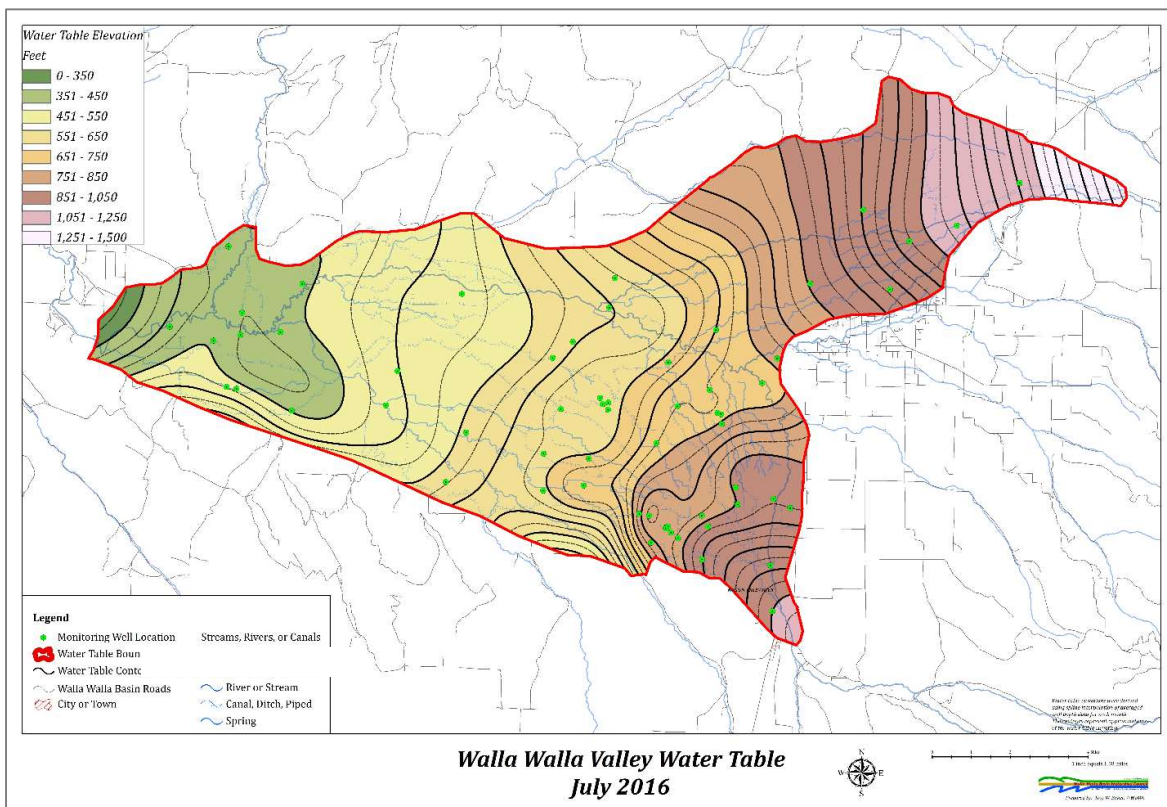 Water Table Elevation
Feet
0 - 350
351 - 450
451 - 550
551 - 650
651 - 750
751 - 850
851 - 1,050
1,051 - 1,250
1,251 - 1,500
Legend
Monitoring Well Location
Water Table Boun
Water Table Contc
Walla Walla Basin Roads
City or Town
Streams, Rivers, or Canals
River or Stream
Canal, Ditch, Piped
Spring
Walla Walla Valley Water Table
July 2016
N
W
E
S